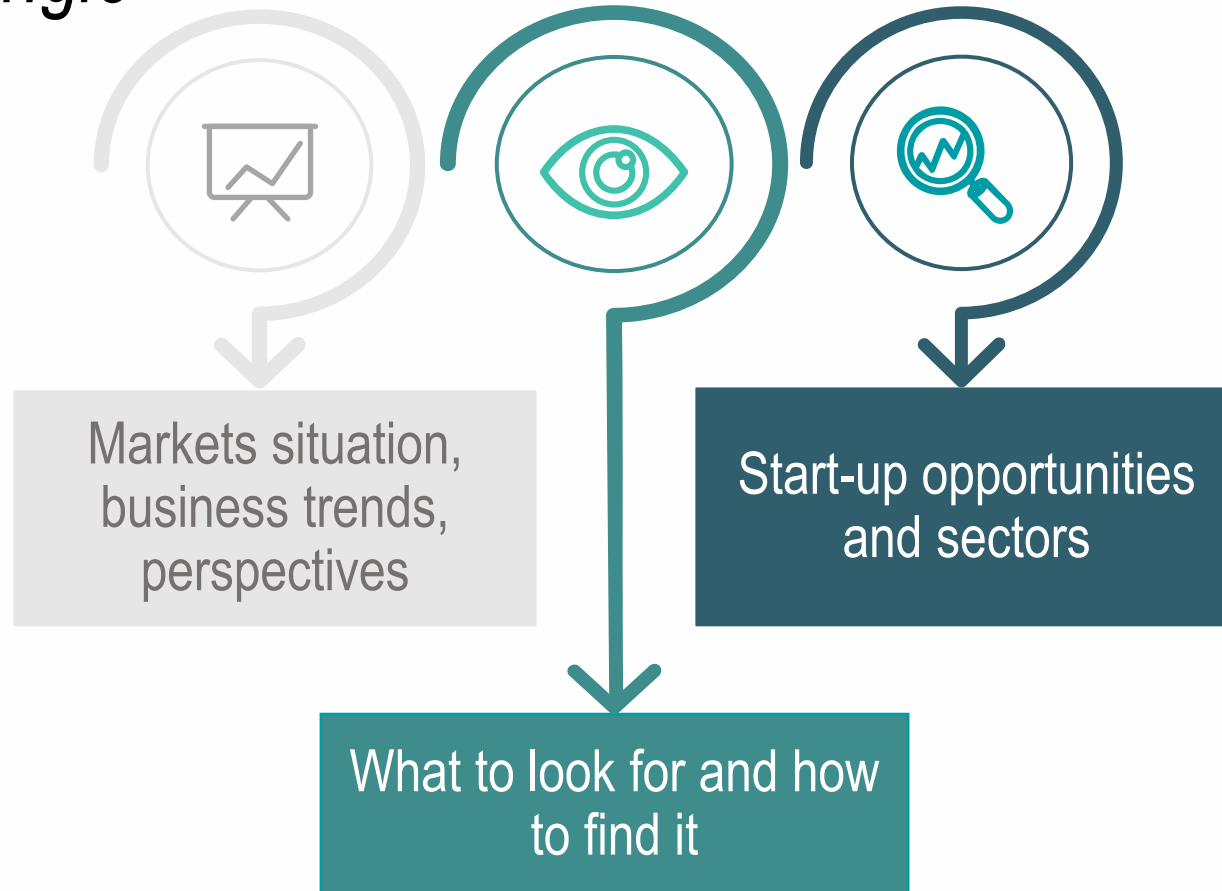 Markets situation,
business trends,
perspectives
Start-up opportunities
and sectors
What to look for and how
to find it